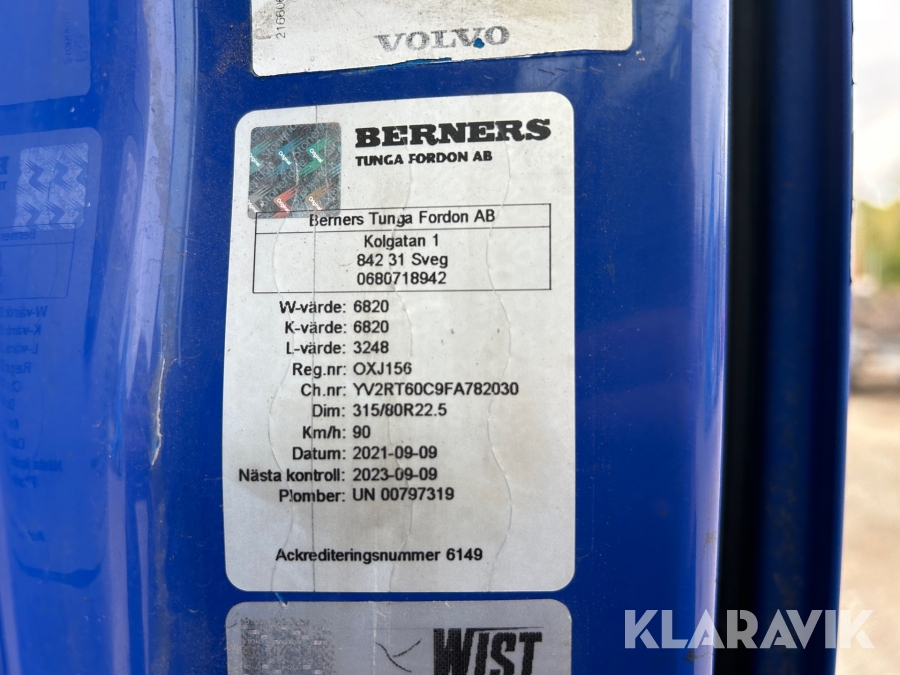 VOLVO
BERNERS
TUNGA FORDON AB
Berners Tunga Fordon AB
Kolgatan 1
842 31 Sveg
0680718942
W-värde: 6820
K-värde: 6820
L-värde: 3248
Reg.nr: OXJ156
Ch.nr: YV2RT60C9FA782030
Dim: 315/80R22.5
Km/h: 90
Datum: 2021-09-09
Nästa kontroll: 2023-09-09
Plomber: UN 00797319
Ackrediteringsnummer 6149
WIST
KLARAVIK